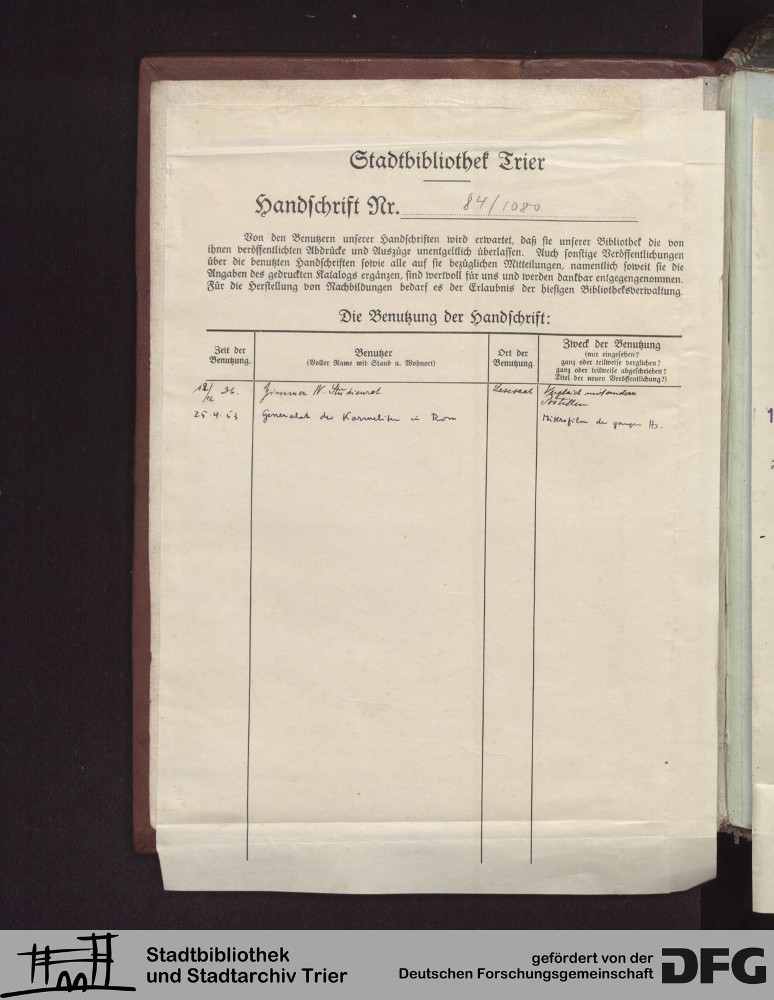 Stadtbibliothek Trier
Handschrift Nr. 84/1080
Von den Benutzern unserer Handschriften wird erwartet, daß sie unserer Bibliothek die von
ihnen veröffentlichten Abdrücke und Auszüge unentgeltlich überlassen. Auch sonstige Veröffentlichungen
über die benutzten Handschriften sowie alle auf sie bezüglichen Mitteilungen, namentlich soweit sie die
Angaben des gedruckten Katalogs ergänzen, sind wertvoll für uns und werden dankbar entgegengenommen.
Für die Herstellung von Nachbildungen bedarf es der Erlaubnis der hiesigen Bibliotheksverwaltung.
Die Benutzung der Handschrift:
Zeit der
Benutzung.
Benutzer
(Voller Name mit Stand u. Wohnort)
Ort der
Benutzung.
Zweck der Benutzung
(nur eingesehen?
ganz oder teilweise verglichen?
ganz oder teilweise abgeschrieben?
Titel der neuen Veröffentlichung?)
36. Zimmer N. Studienrat Lesesaal Vergleich mit anderen
Postillen
25.4.53 Generalat der Karmeliten in Rom Mikrofilm der ganzen Hs.
Stadtbibliothek
und Stadtarchiv Trier
gefördert von der
Deutschen Forschungsgemeinschaft
DFG